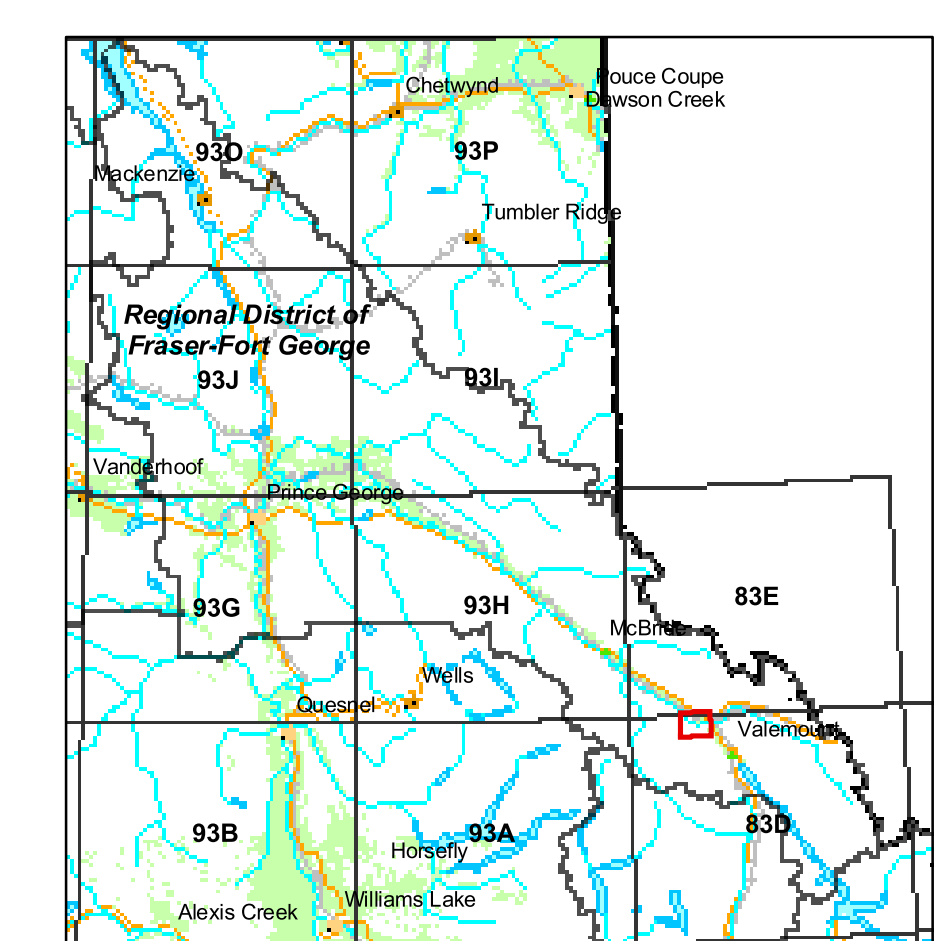 Pouce Coupe
Chetwynd
Dawson Creek
93O
93P
Mackenzie
Tumbler Ridge
Regional District of
Fraser-Fort George
93J
93I
Vanderhoof
Prince George
83E
93G
93H
McBride
Wells
Quesnel
Valemount
83D
93B
93A
Horsefly
Williams Lake
Alexis Creek